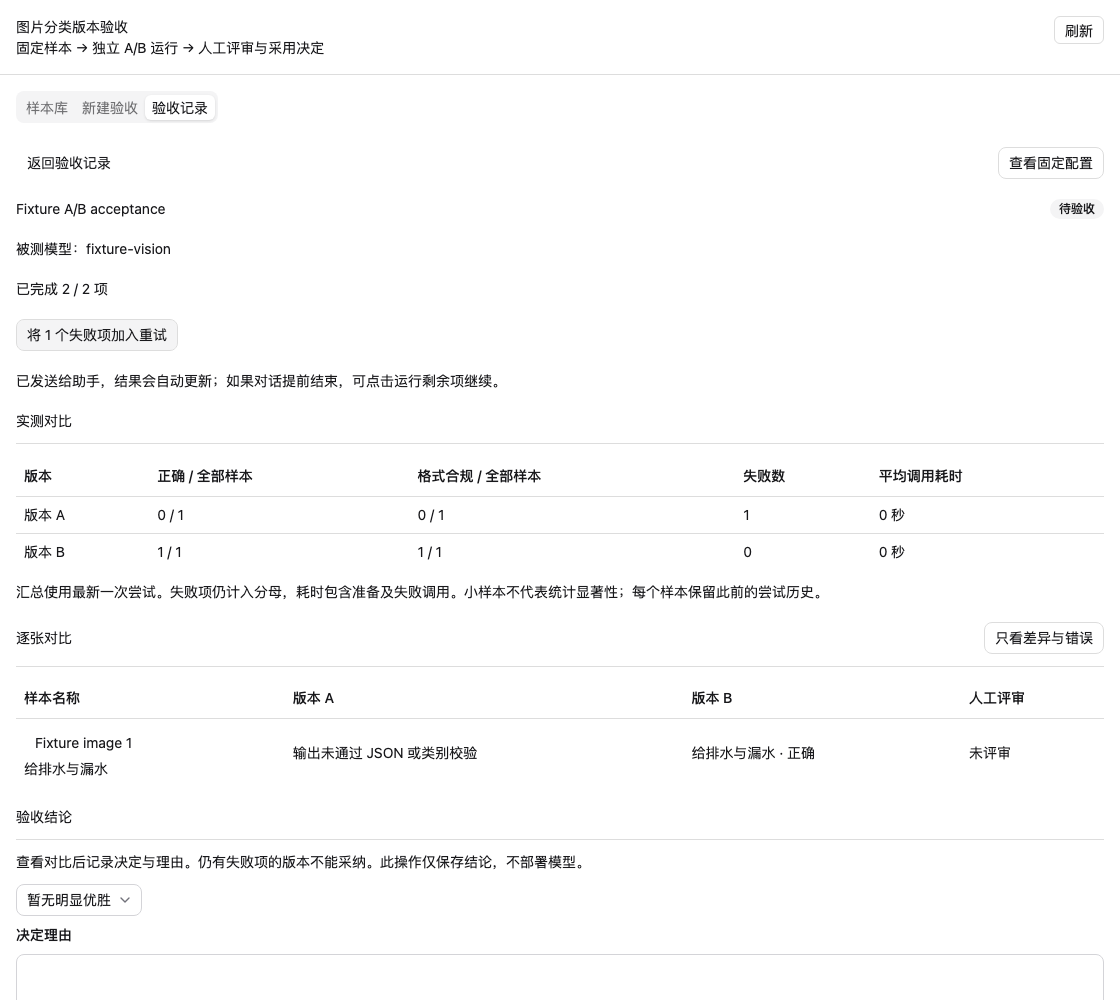 图片分类版本验收
固定样本 → 独立 A/B 运行 → 人工评审与采用决定
刷新
样本库 新建验收 验收记录
返回验收记录
查看固定配置
Fixture A/B acceptance
待验收
被测模型：fixture-vision
已完成 2 / 2 项
将 1 个失败项加入重试
已发送给助手，结果会自动更新；如果对话提前结束，可点击运行剩余项继续。
实测对比
版本 正确 / 全部样本 格式合规 / 全部样本 失败数 平均调用耗时
版本 A 0 / 1 0 / 1 1 0 秒
版本 B 1 / 1 1 / 1 0 0 秒
汇总使用最新一次尝试。失败项仍计入分母，耗时包含准备及失败调用。小样本不代表统计显著性；每个样本保留此前的尝试历史。
逐张对比
只看差异与错误
样本名称 版本 A 版本 B 人工评审
Fixture image 1
给排水与漏水
输出未通过 JSON 或类别校验
给排水与漏水 · 正确
未评审
验收结论
查看对比后记录决定与理由。仍有失败项的版本不能采纳。此操作仅保存结论，不部署模型。
暂无明显优胜
决定理由